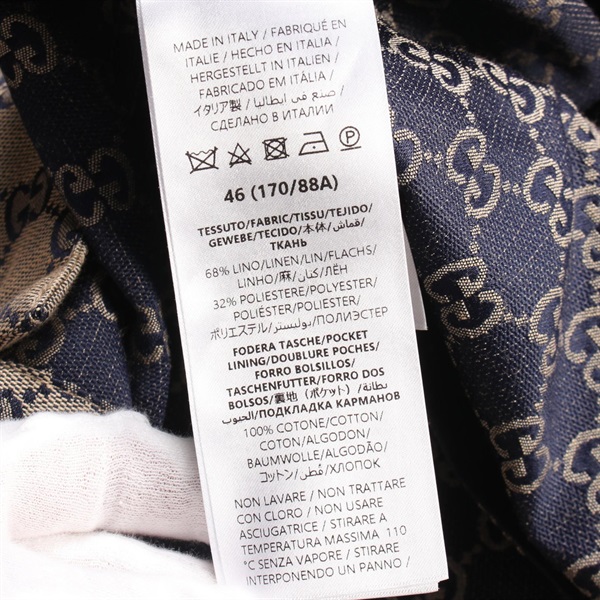 MADE IN ITALY / FABRIQUÉ EN
ITALIE / HECHO EN ITALIA /
HERGESTELLT IN ITALIEN /
FABRICADO EM ITÁLIA /
イタリア製 / صنع في ايطاليا /
СДЕЛАНО В ИТАЛИИ
P
46 (170/88A)
TESSUTO/FABRIC/TISSU/TEJIDO/
GEWEBE/TECIDO/本体/قماش/
ТКАНЬ
68% LINO/LINEN/LIN/FLACHS/
LINHO/麻/كتان/ЛЁН
32% POLIESTERE/POLYESTER/
POLYESTER/POLIÉSTER/
POLYESTER/POLIÉSTER/
ポリエステル/بوليستر/ПОЛИЭСТЕР
FODERA TASCHE/POCKET
LINING/DOUBLURE POCHES/
FORRO BOLSILLOS/
TASCHENFUTTER/FORRO DOS
BOLSOS/裏地（ポケット）/بطانة
الجيوب/ПОДКЛАДКА КАРМАНОВ
100% COTONE/COTTON/
COTON/ALGODÓN/
BAUMWOLLE/ALGODÃO/
コットン/قطن/ХЛОПОК
NON LAVARE / NON TRATTARE
CON CLORO / NON USARE
ASCIUGATRICE / STIRARE A
TEMPERATURA MASSIMA 110
°C SENZA VAPORE / STIRARE
INTERPONENDO UN PANNO /